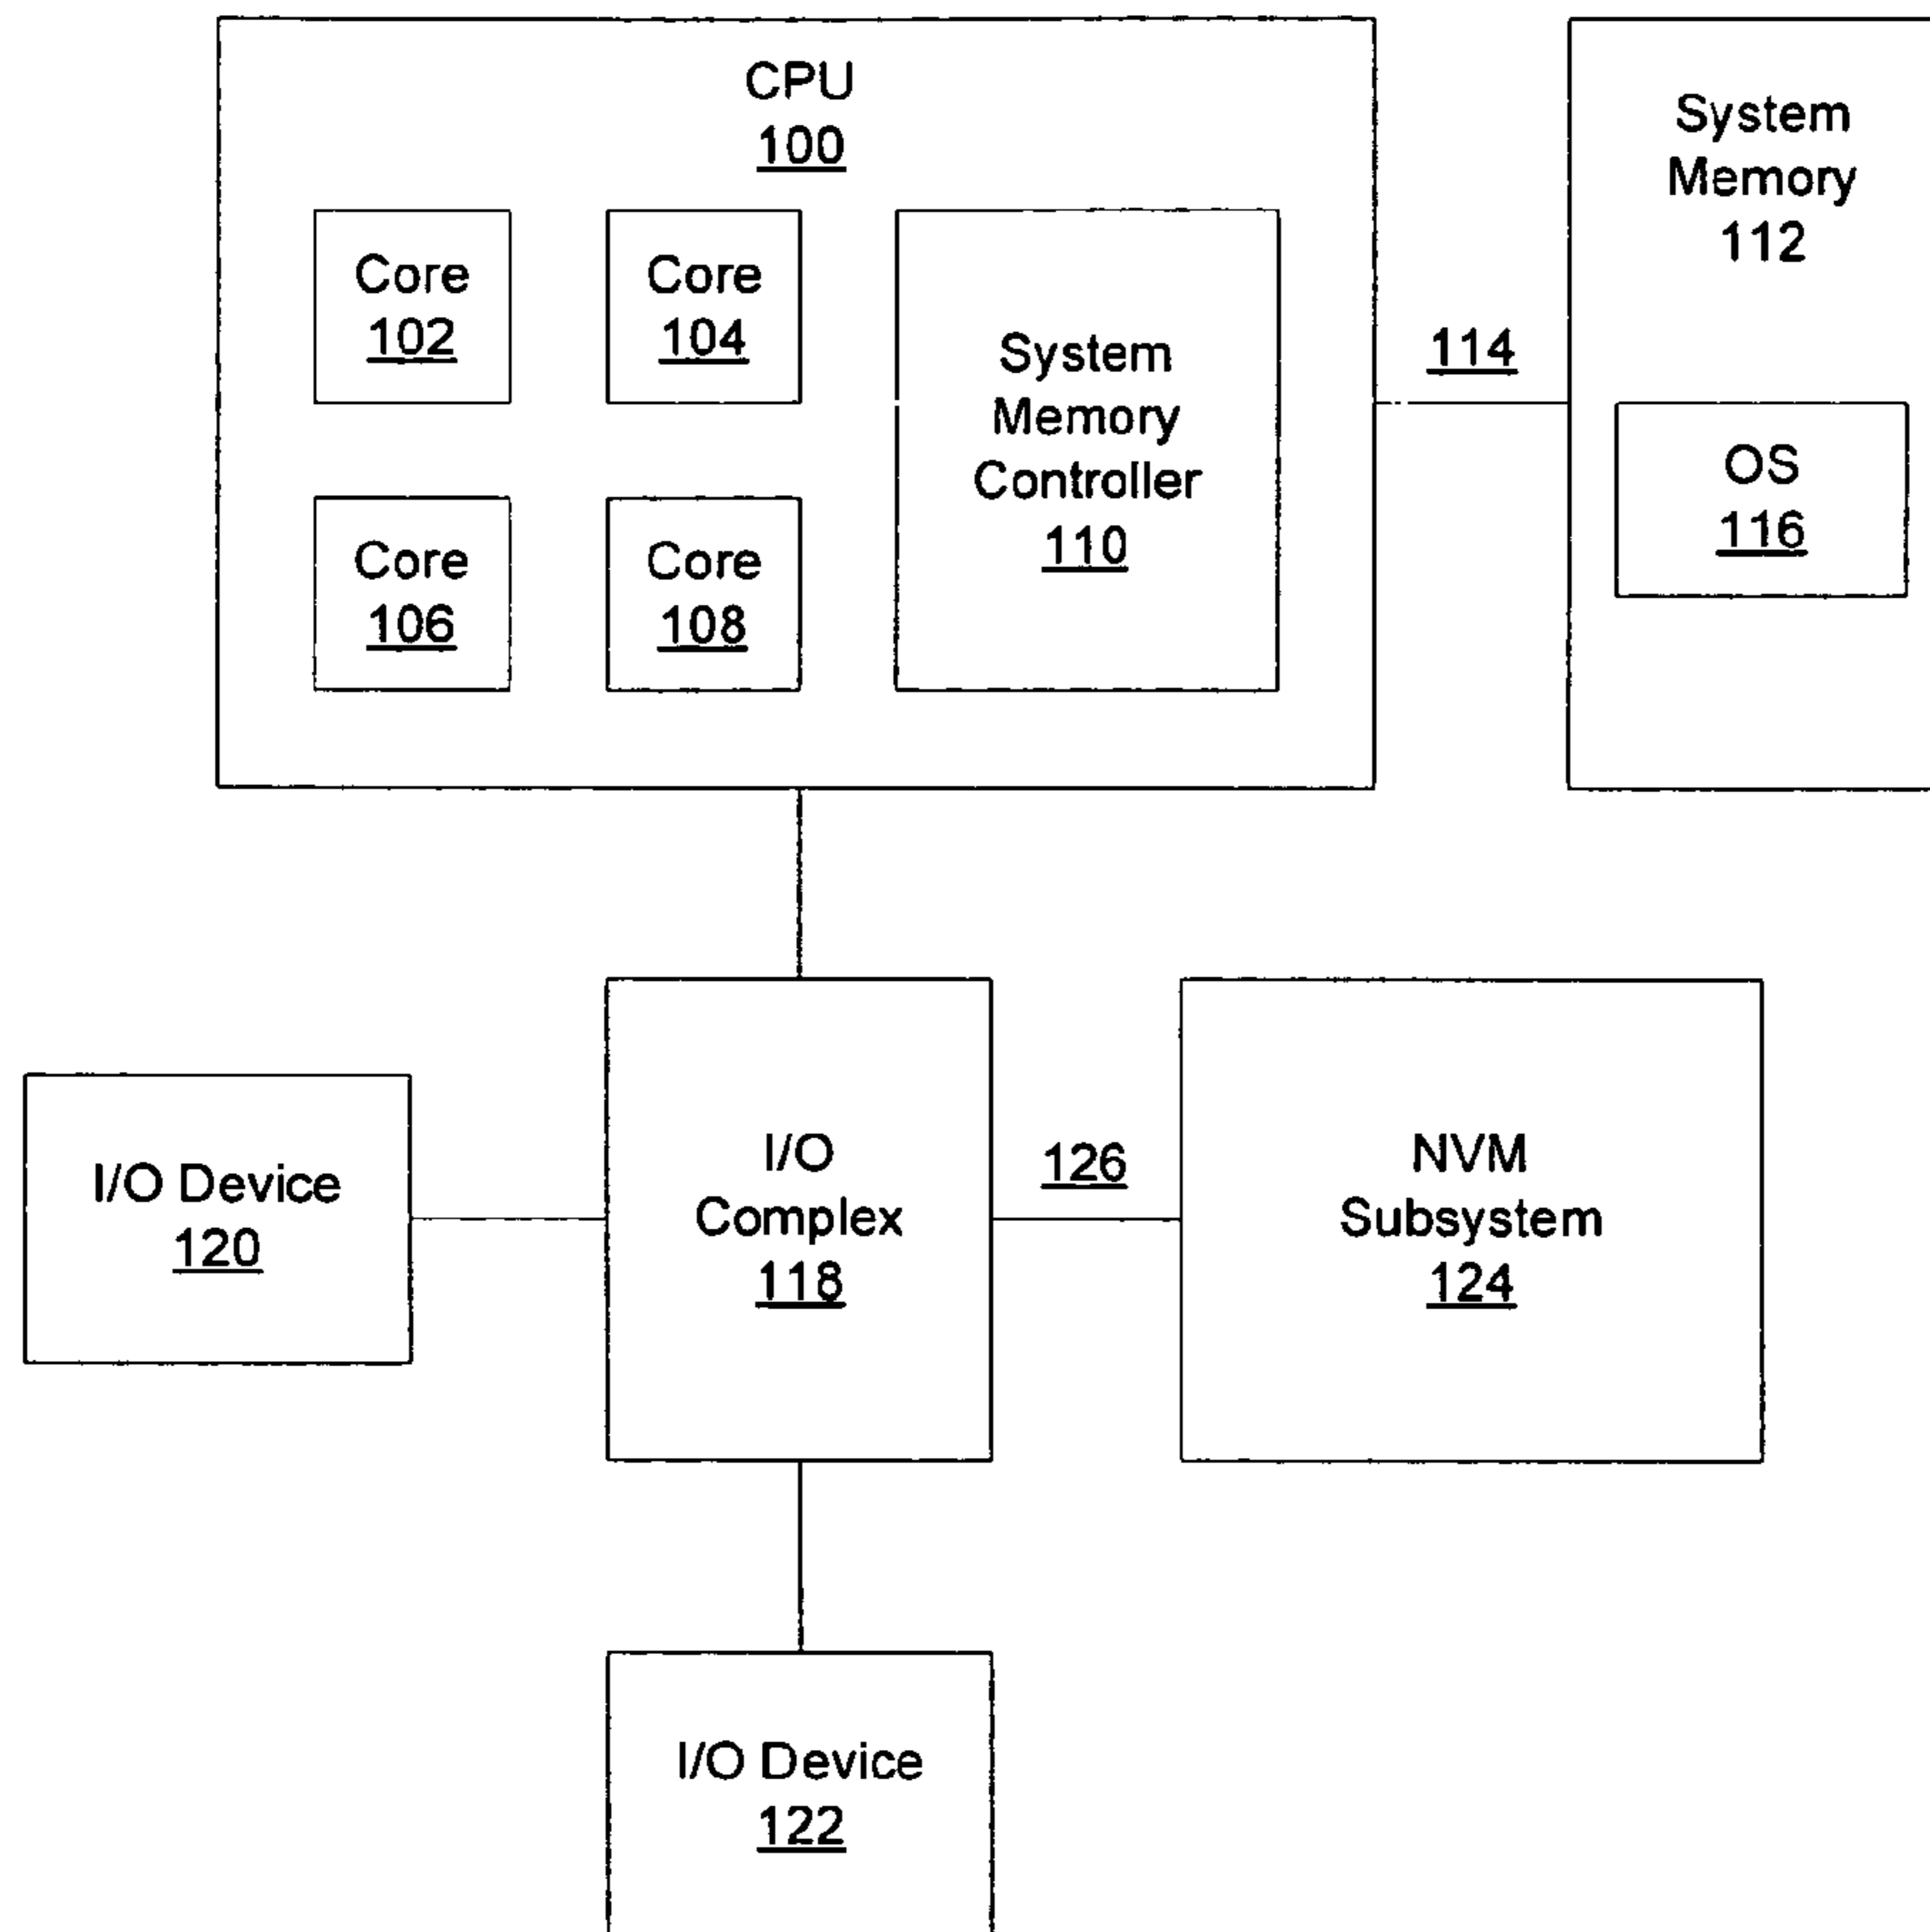 CPU
100
Core
102
Core
104
System
Memory
Controller
110
Core
106
Core
108
114
System
Memory
112
OS
116
I/O Device
120
I/O
Complex
118
126
NVM
Subsystem
124
I/O Device
122